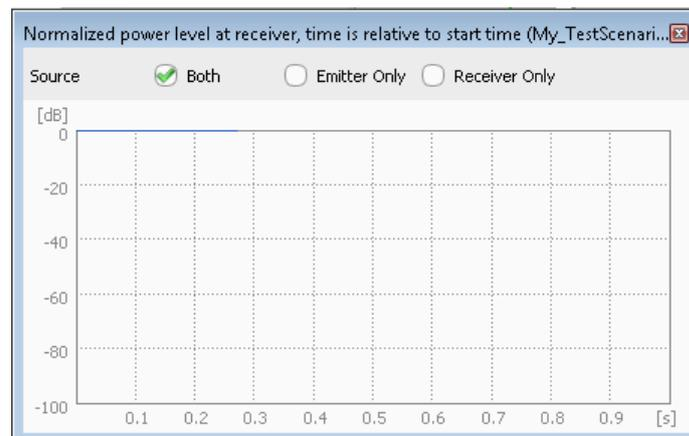 Normalized power level at receiver, time is relative to start time (My_TestScenari...
Source Both Emitter Only Receiver Only
[dB]
0
-20
-40
-60
-80
-100
0.1 0.2 0.3 0.4 0.5 0.6 0.7 0.8 0.9 [s]